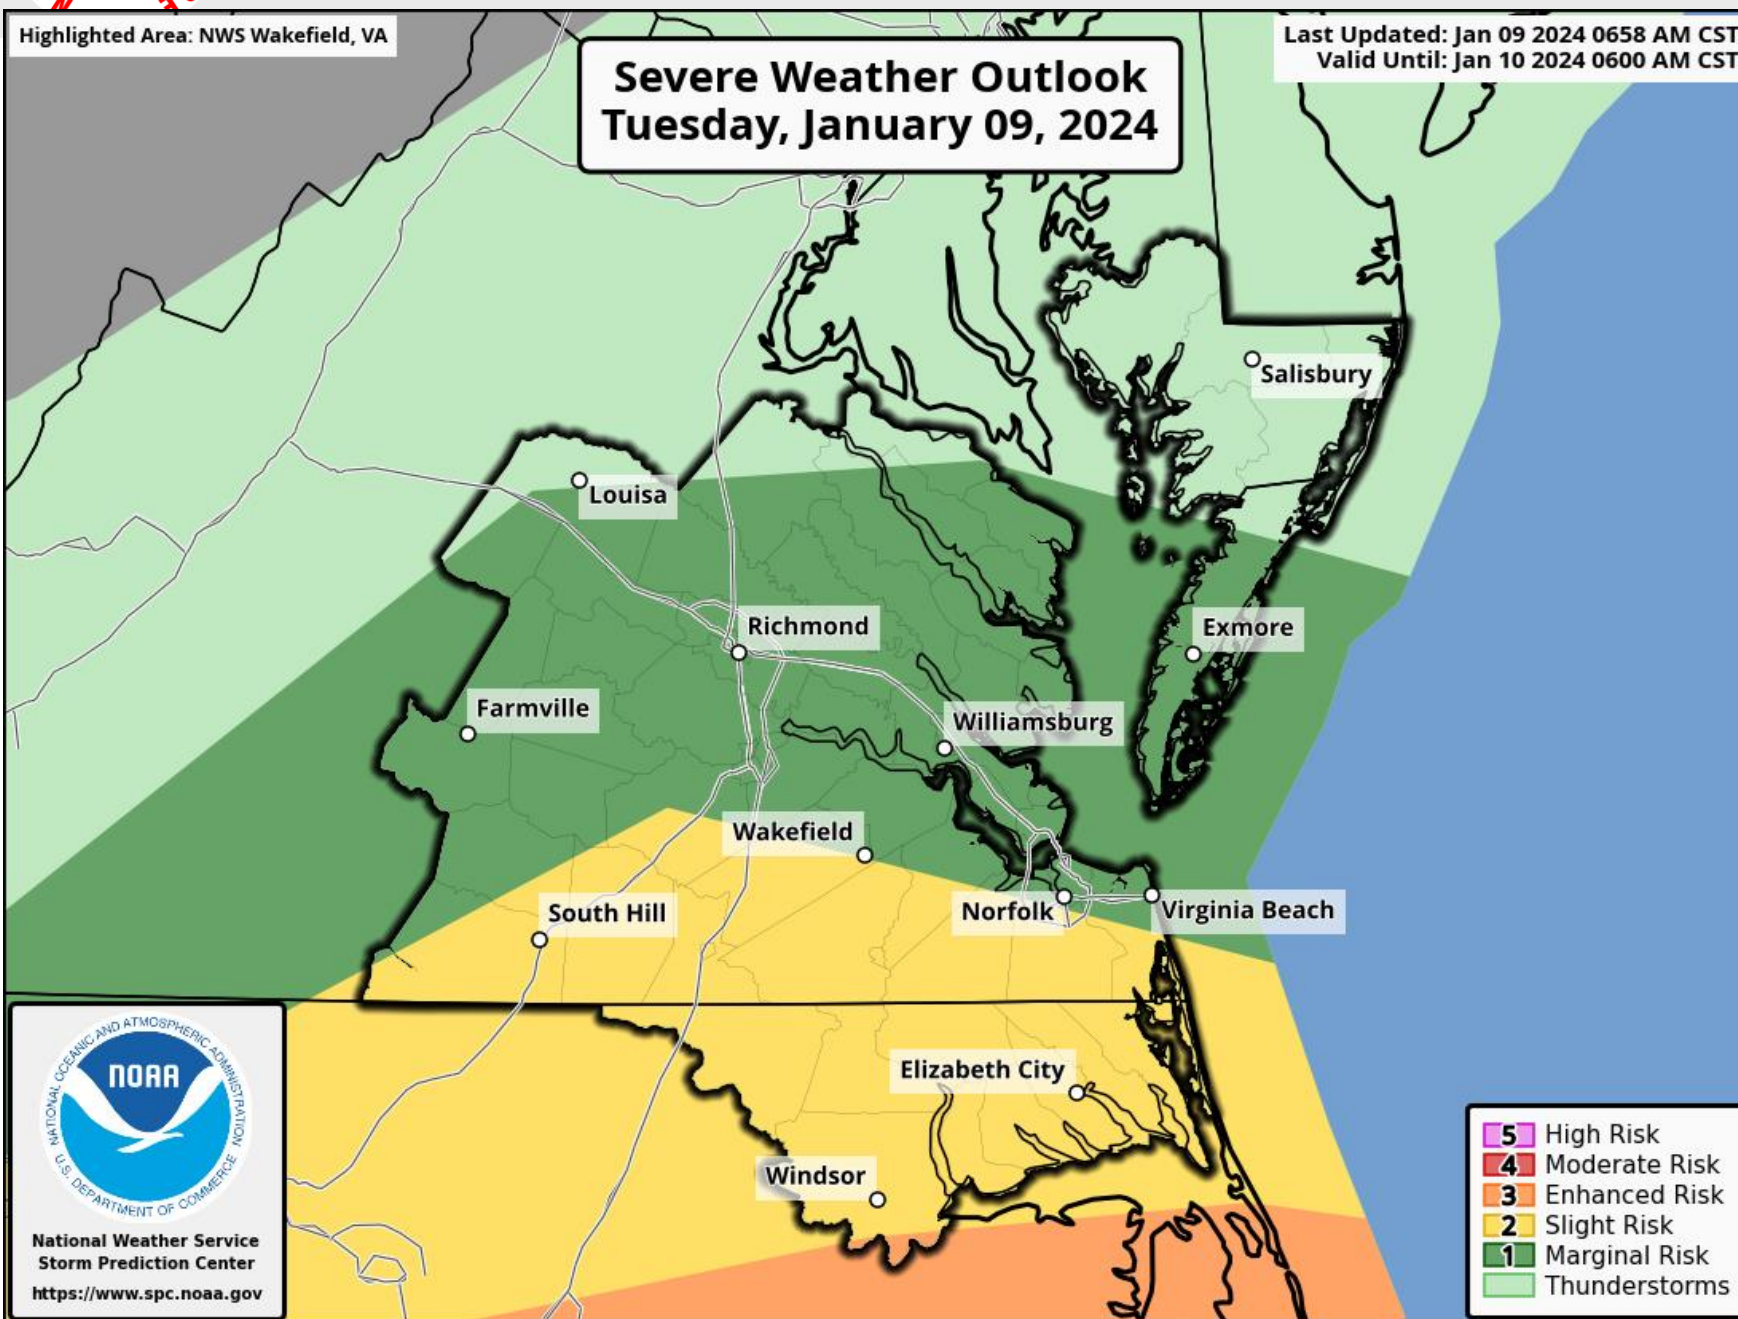 Highlighted Area: NWS Wakefield, VA
Severe Weather Outlook
Tuesday, January 09, 2024
Last Updated: Jan 09 2024 0658 AM CST
Valid Until: Jan 10 2024 0600 AM CST
Salisbury
Louisa
Richmond
Exmore
Farmville
Williamsburg
Wakefield
South Hill
Norfolk
Virginia Beach
Elizabeth City
Windsor
NATIONAL OCEANIC AND ATMOSPHERIC ADMINISTRATION
NOAA
U.S. DEPARTMENT OF COMMERCE
National Weather Service
Storm Prediction Center
https://www.spc.noaa.gov
5 High Risk
4 Moderate Risk
3 Enhanced Risk
2 Slight Risk
1 Marginal Risk
Thunderstorms